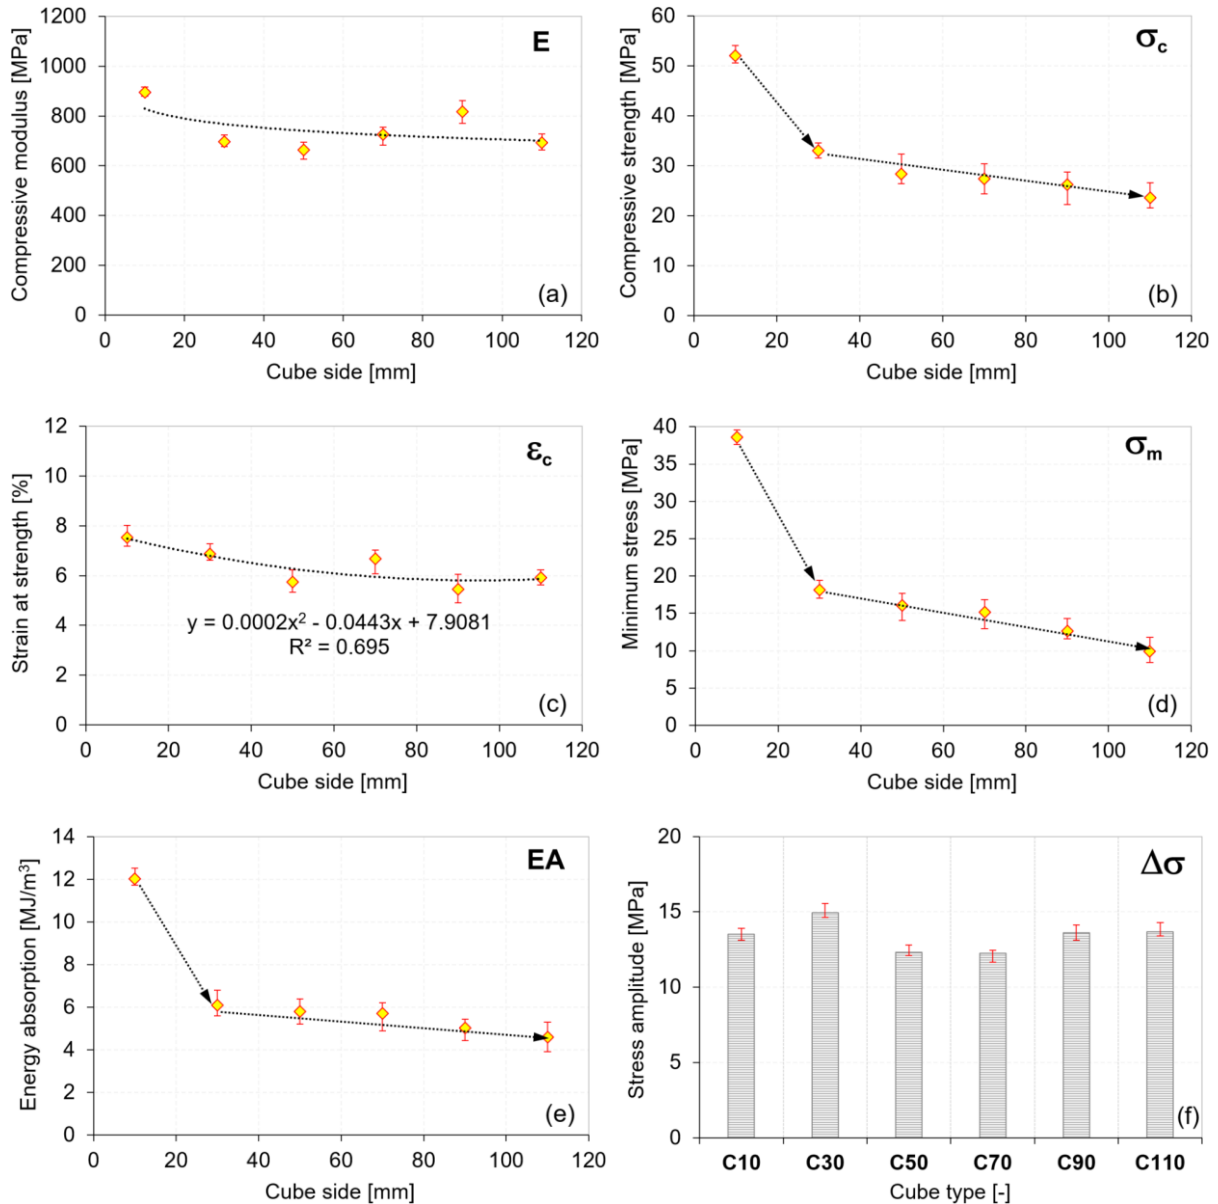 1200
1000
800
600
400
200
0
0 20 40 60 80 100 120
Compressive modulus [MPa]
Cube side [mm]
E
(a)
60
50
40
30
20
10
0
0 20 40 60 80 100 120
Compressive strength [MPa]
Cube side [mm]
σc
(b)
12
10
8
6
4
2
0
0 20 40 60 80 100 120
Strain at strength [%]
Cube side [mm]
εc
y = 0.0002x² - 0.0443x + 7.9081
R² = 0.695
(c)
40
35
30
25
20
15
10
5
0
0 20 40 60 80 100 120
Minimum stress [MPa]
Cube side [mm]
σm
(d)
14
12
10
8
6
4
2
0
0 20 40 60 80 100 120
Energy absorption [MJ/m³]
Cube side [mm]
EA
(e)
20
15
10
5
0
C10 C30 C50 C70 C90 C110
Stress amplitude [MPa]
Cube type [-]
Δσ
(f)